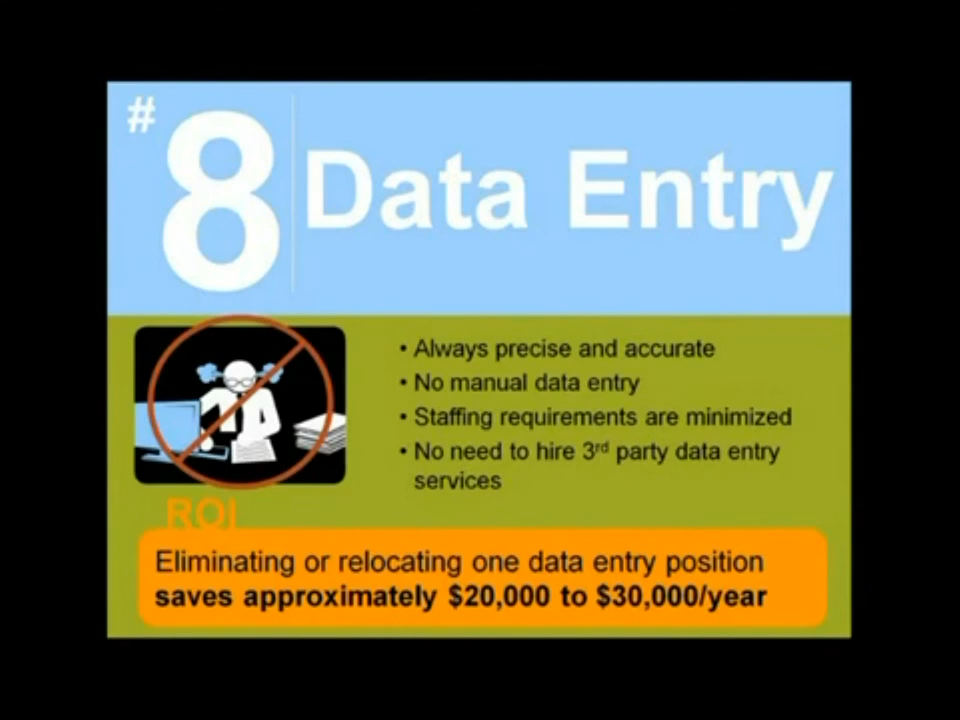 #
8
Data Entry
• Always precise and accurate
• No manual data entry
• Staffing requirements are minimized
• No need to hire 3rd party data entry
services
ROI
Eliminating or relocating one data entry position
saves approximately $20,000 to $30,000/year